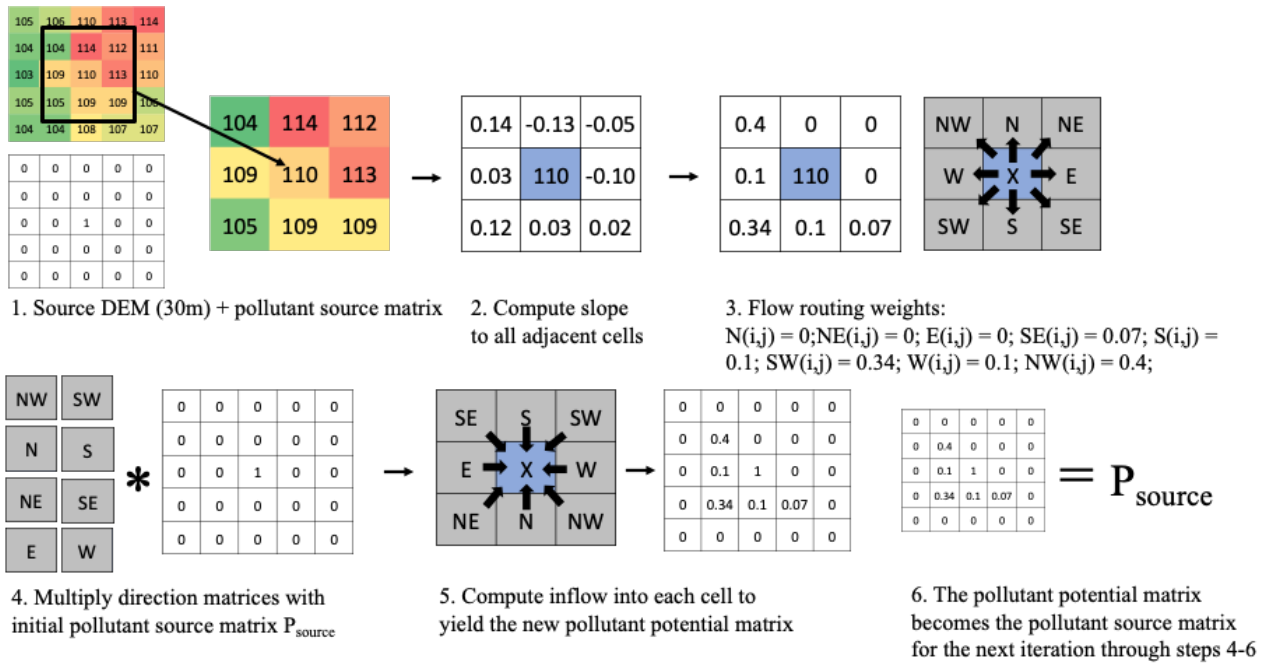 105 106 110 113 114
104 104 114 112 111
103 109 110 113 110
105 105 109 109 106
104 104 108 107 107
0 0 0 0 0
0 0 0 0 0
0 0 1 0 0
0 0 0 0 0
0 0 0 0 0
104 114 112
109 110 113
105 109 109
1. Source DEM (30m) + pollutant source matrix
0.14 -0.13 -0.05
0.03 110 -0.10
0.12 0.03 0.02
2. Compute slope
to all adjacent cells
0.4 0 0
0.1 110 0
0.34 0.1 0.07
NW N NE
W X E
SW S SE
3. Flow routing weights:
N(i,j) = 0;NE(i,j) = 0; E(i,j) = 0; SE(i,j) = 0.07; S(i,j) =
0.1; SW(i,j) = 0.34; W(i,j) = 0.1; NW(i,j) = 0.4;
NW SW
N S
NE SE
E W
*
0 0 0 0 0
0 0 0 0 0
0 0 1 0 0
0 0 0 0 0
0 0 0 0 0
4. Multiply direction matrices with
initial pollutant source matrix Psource
SE S SW
E X W
NE N NW
0 0 0 0 0
0 0.4 0 0 0
0 0.1 1 0 0
0 0.34 0.1 0.07 0
0 0 0 0 0
5. Compute inflow into each cell to
yield the new pollutant potential matrix
0 0 0 0 0
0 0.4 0 0 0
0 0.1 1 0 0
0 0.34 0.1 0.07 0
0 0 0 0 0
= Psource
6. The pollutant potential matrix
becomes the pollutant source matrix
for the next iteration through steps 4-6